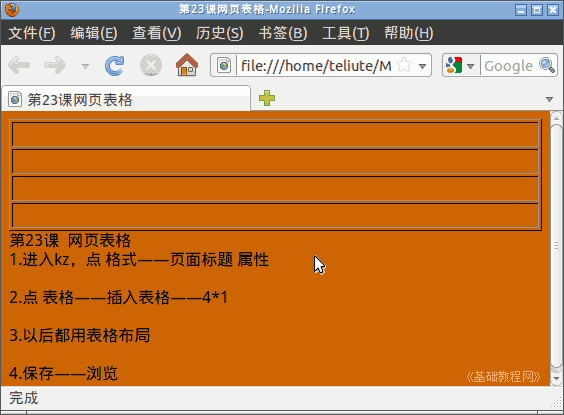 第23课网页表格-Mozilla Firefox
文件(F) 编辑(E) 查看(V) 历史(S) 书签(B) 工具(T) 帮助(H)
file:///home/teliute/M
Google
第23课网页表格
第23课 网页表格
1.进入kz，点 格式——页面标题 属性
2.点 表格——插入表格——4*1
3.以后都用表格布局
4.保存——浏览
《基础教程网》
完成